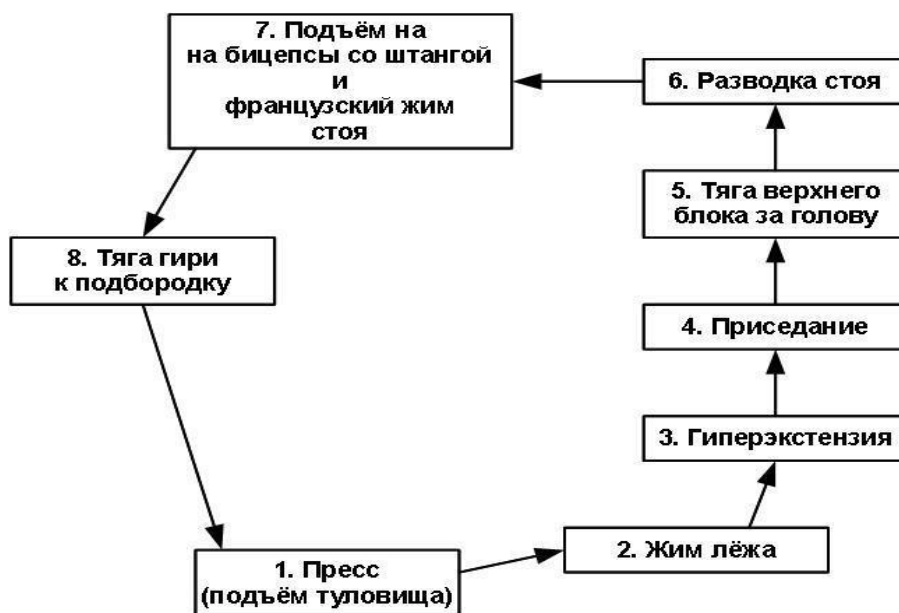 7. Подъём на
на бицепсы со штангой
и
французский жим
стоя
6. Разводка стоя
5. Тяга верхнего
блока за голову
8. Тяга гири
к подбородку
4. Приседание
3. Гиперэкстензия
2. Жим лёжа
1. Пресс
(подъём туловища)